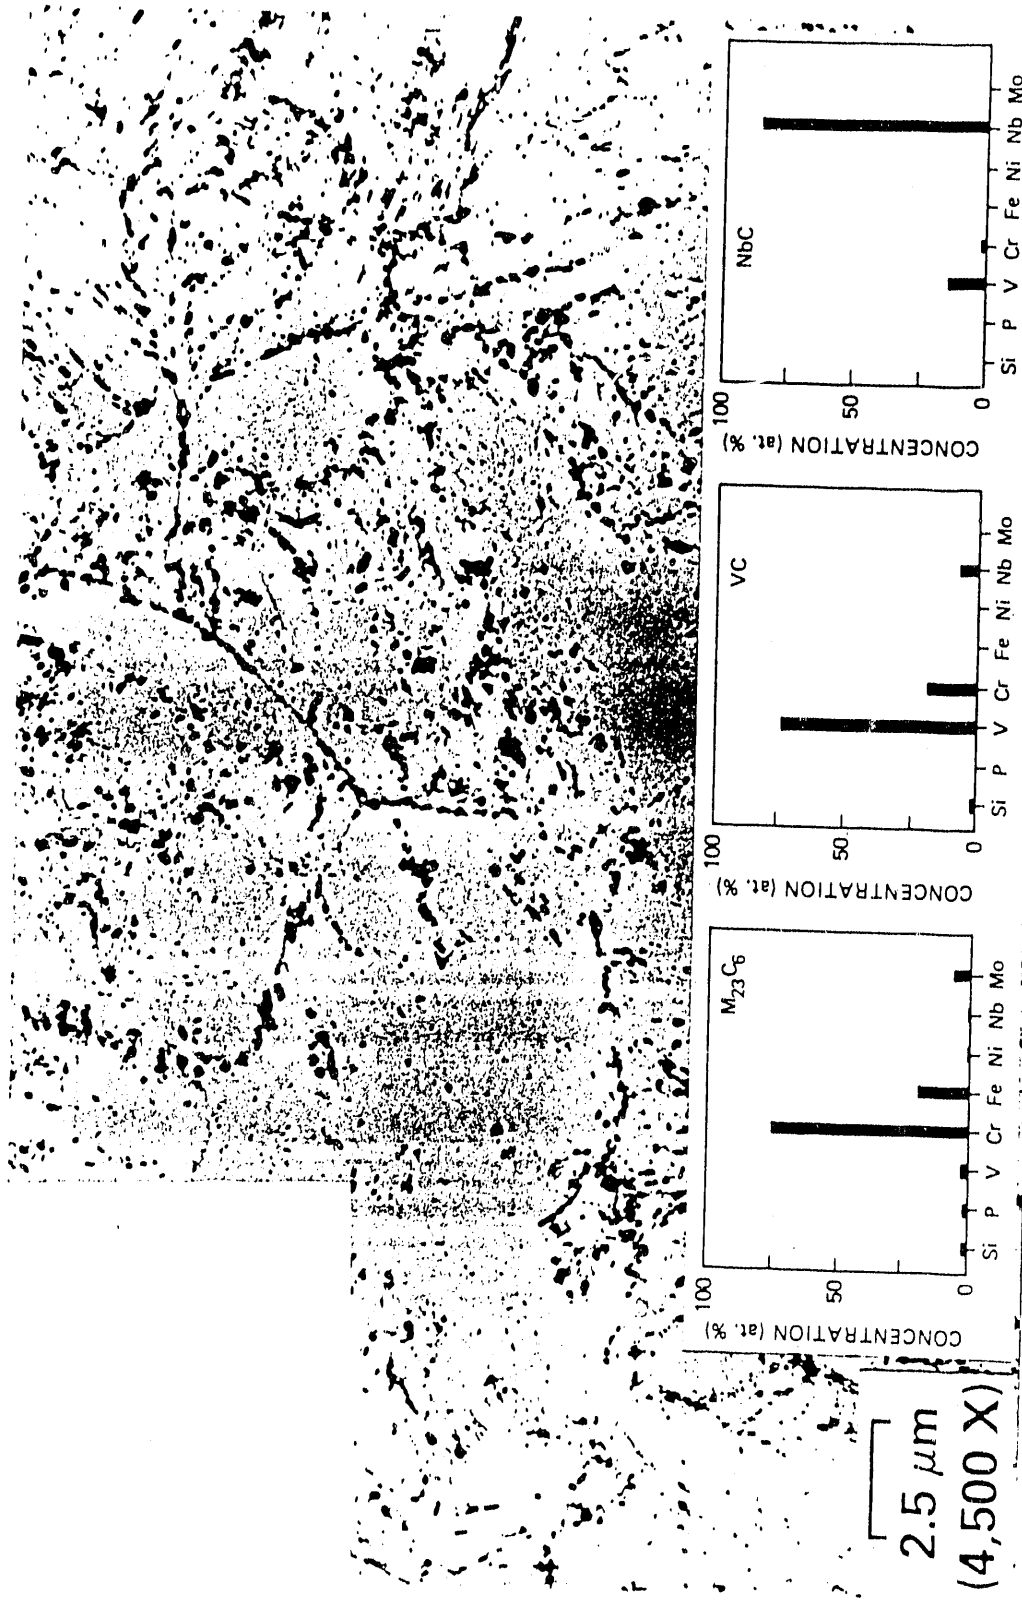 2.5 μm
(4,500 X)
M23C6
CONCENTRATION (at. %)
100
50
0
Si P V Cr Fe Ni Nb Mo
VC
CONCENTRATION (at. %)
100
50
0
Si P V Cr Fe Ni Nb Mo
NbC
CONCENTRATION (at. %)
100
50
0
Si P V Cr Fe Ni Nb Mo